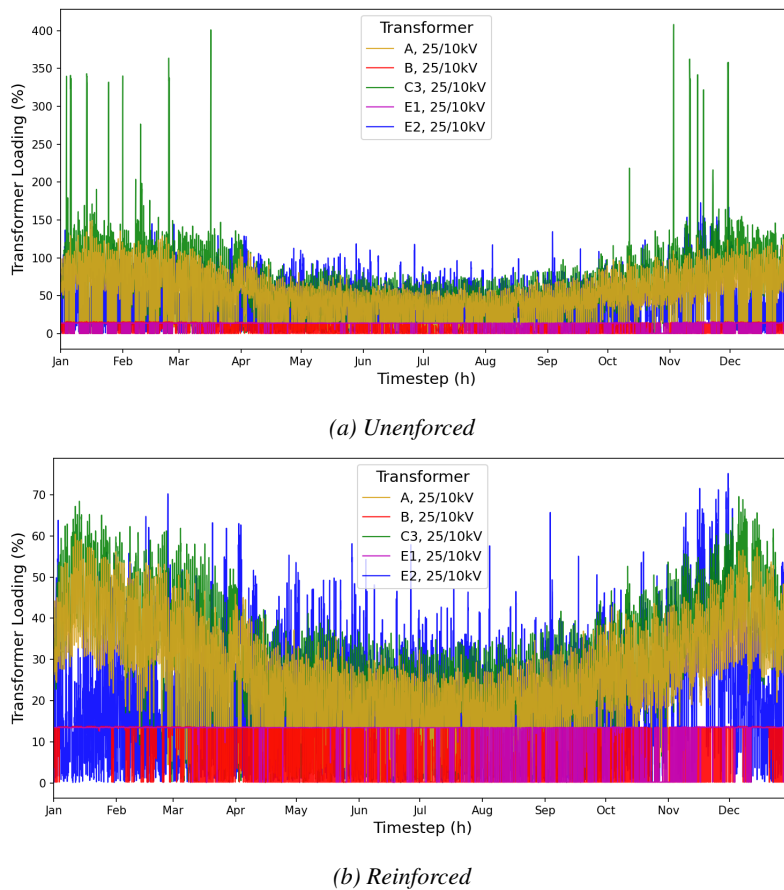 400
350
300
250
200
150
100
50
0
Transformer Loading (%)
Transformer
A, 25/10kV
B, 25/10kV
C3, 25/10kV
E1, 25/10kV
E2, 25/10kV
Jan Feb Mar Apr May Jun Jul Aug Sep Oct Nov Dec
Timestep (h)
(a) Unenforced
70
60
50
40
30
20
10
0
Transformer Loading (%)
Transformer
A, 25/10kV
B, 25/10kV
C3, 25/10kV
E1, 25/10kV
E2, 25/10kV
Jan Feb Mar Apr May Jun Jul Aug Sep Oct Nov Dec
Timestep (h)
(b) Reinforced